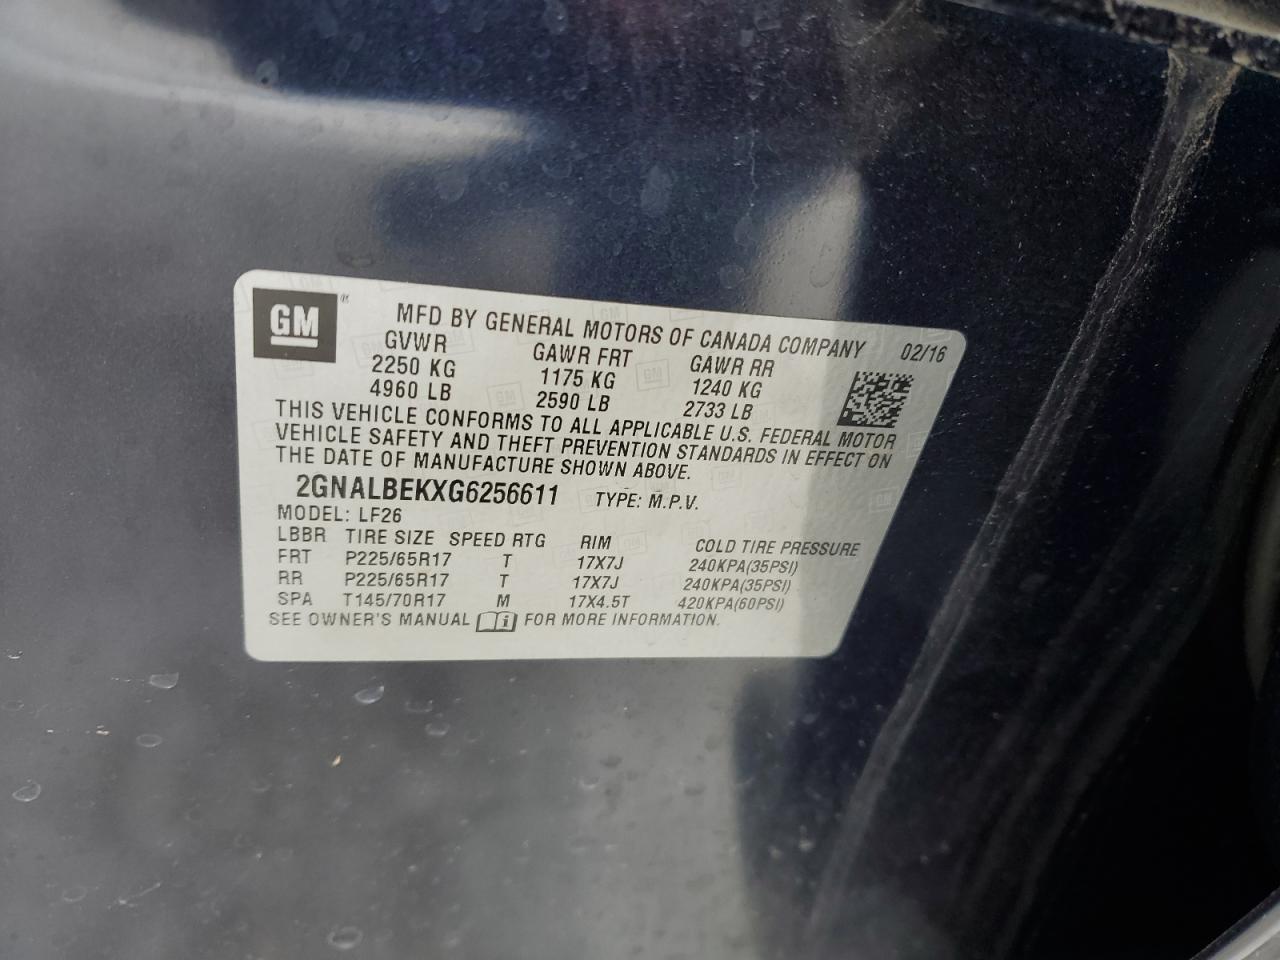 GM ® MFD BY GENERAL MOTORS OF CANADA COMPANY 02/16
GVWR GAWR FRT GAWR RR
2250 KG 1175 KG 1240 KG
4960 LB 2590 LB 2733 LB
THIS VEHICLE CONFORMS TO ALL APPLICABLE U.S. FEDERAL MOTOR
VEHICLE SAFETY AND THEFT PREVENTION STANDARDS IN EFFECT ON
THE DATE OF MANUFACTURE SHOWN ABOVE.
2GNALBEKXG6256611 TYPE: M.P.V.
MODEL: LF26
LBBR TIRE SIZE SPEED RTG RIM COLD TIRE PRESSURE
FRT P225/65R17 T 17X7J 240KPA(35PSI)
RR P225/65R17 T 17X7J 240KPA(35PSI)
SPA T145/70R17 M 17X4.5T 420KPA(60PSI)
SEE OWNER'S MANUAL i FOR MORE INFORMATION.